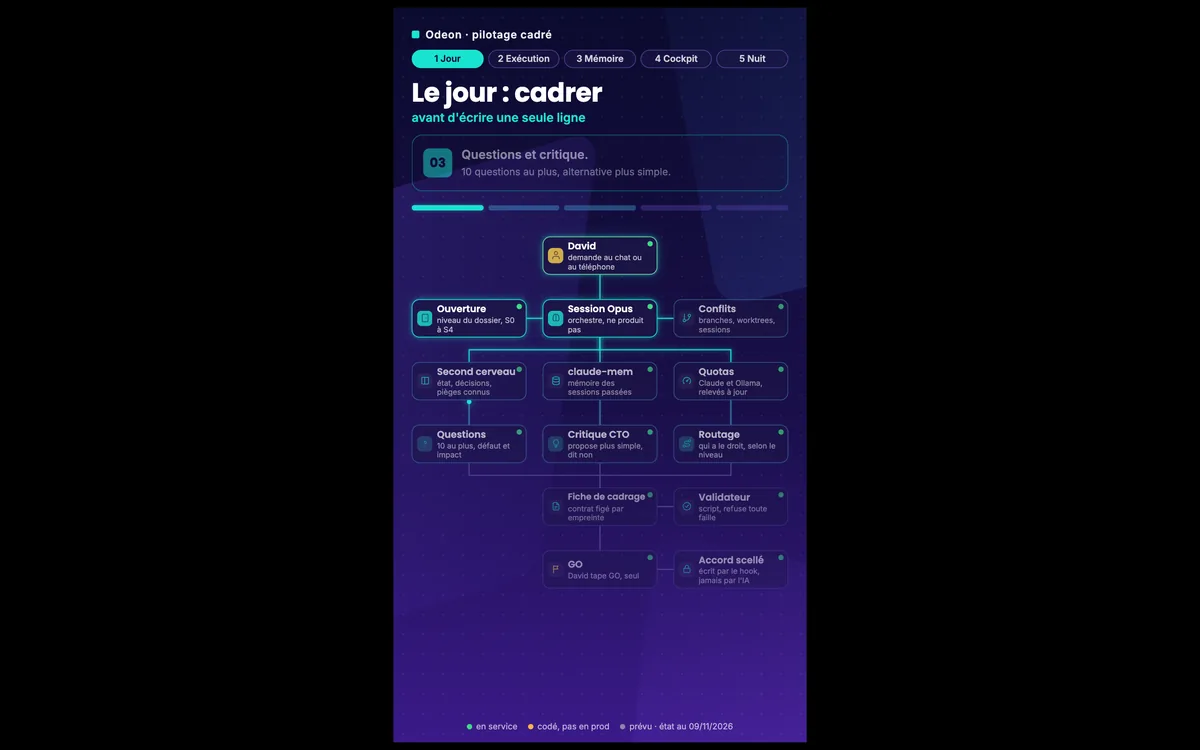 Odeon · pilotage cadré
1 Jour
2 Exécution
3 Mémoire
4 Cockpit
5 Nuit
Le jour : cadrer
avant d'écrire une seule ligne
03
Questions et critique.
10 questions au plus, alternative plus simple.
David
demande au chat ou
au téléphone
Ouverture
niveau du dossier, S0
à S4
Session Opus
orchestre, ne produit
pas
Conflits
branches, worktrees,
sessions
Second cerveau
état, décisions,
pièges connus
claude-mem
mémoire des
sessions passées
Quotas
Claude et Ollama,
relevés à jour
Questions
10 au plus, défaut et
impact
Critique CTO
propose plus simple,
dit non
Routage
qui a le droit, selon le
niveau
Fiche de cadrage
contrat figé par
empreinte
Validateur
script, refuse toute
faille
GO
David tape GO, seul
Accord scellé
écrit par le hook,
jamais par l'IA
en service
codé, pas en prod
prévu · état au 09/11/2026